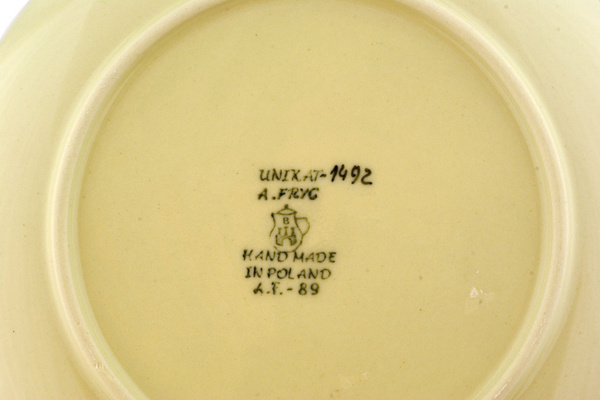 UNIKAT-1492
A. FRYC
B
HAND MADE
IN POLAND
A.F.-89